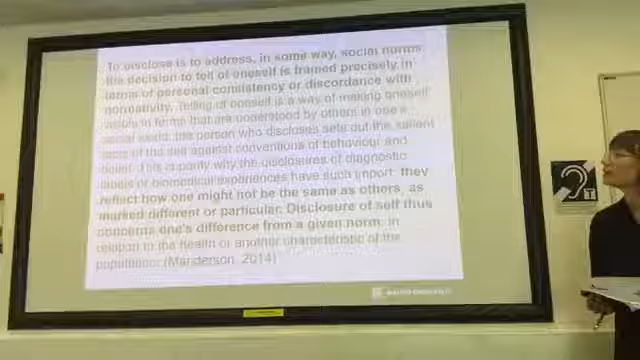 To disclose is to address, in some way, social norms
the decision to tell of oneself is framed precisely in
terms of personal consistency or discordance with
normativity. Telling of oneself is a way of making oneself
in terms that are understood by others in one's
social world: the person who discloses sets out the salient
of the self against conventions of behaviour and
This is partly why the disclosures of diagnostic
labels or biomedical experiences have such import: they
reflect how one might not be the same as others, as
marked different or particular. Disclosure of self thus
concerns one's difference from a given norm, in
relation to the health or another characteristic of the
population. (Manderson, 2014)
T